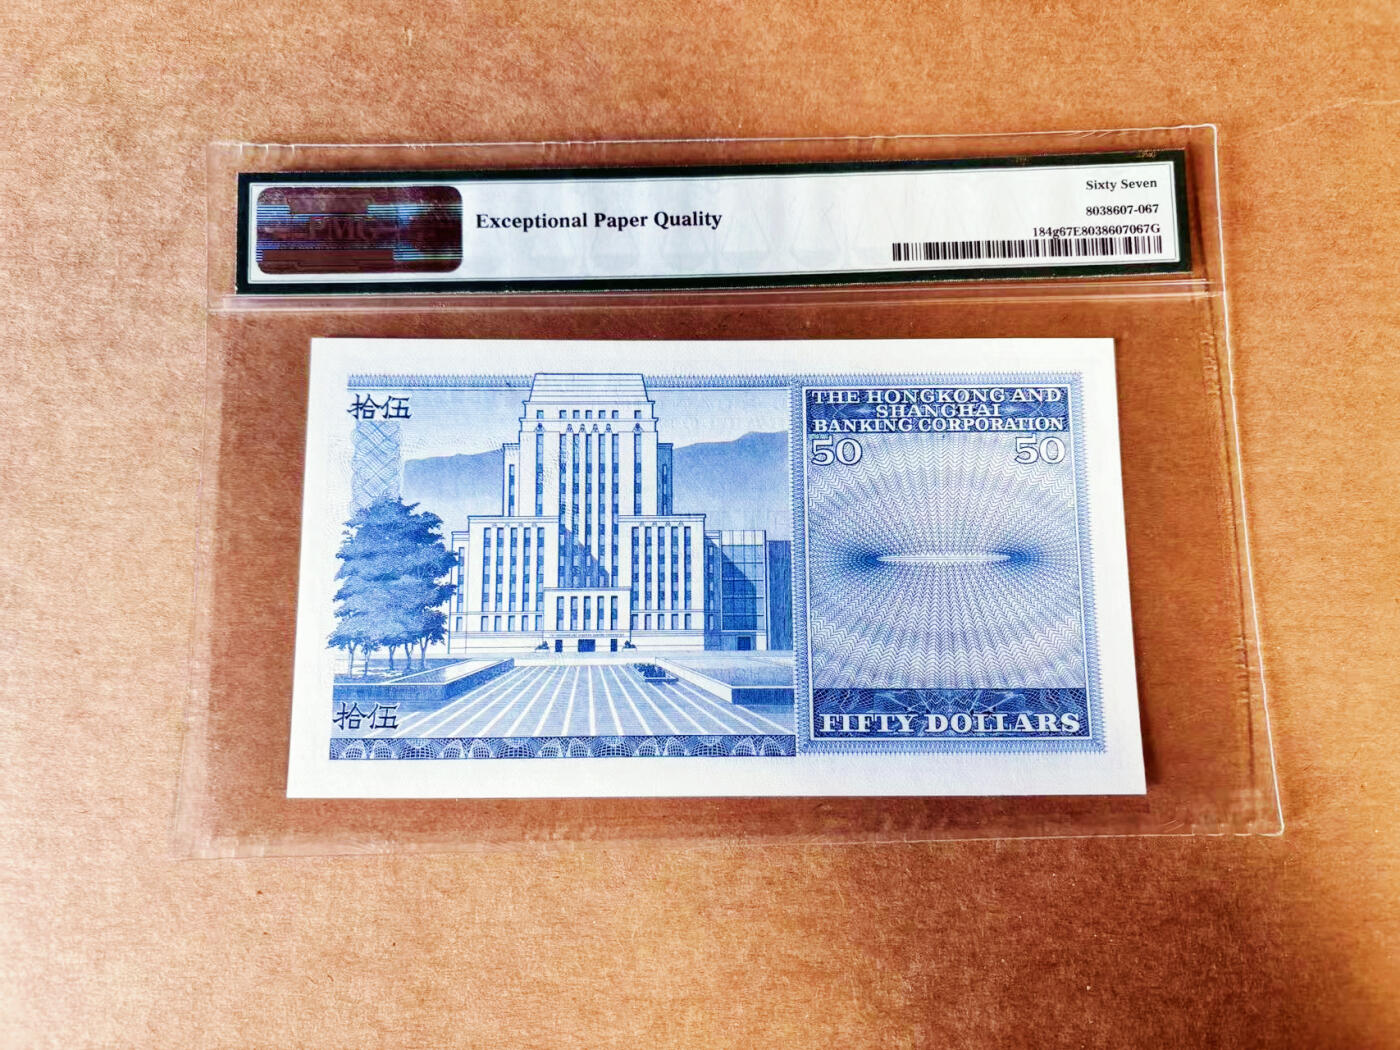 Sixty Seven
PMG
Exceptional Paper Quality
8038607-067
184g67E8038607067G
拾伍
THE HONGKONG AND
SHANGHAI
BANKING CORPORATION
50
50
拾伍
FIFTY DOLLARS